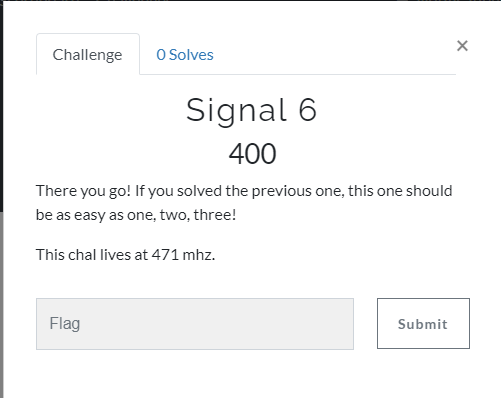 Challenge
0 Solves
×
Signal 6
400
There you go! If you solved the previous one, this one should
be as easy as one, two, three!
This chal lives at 471 mhz.
Flag
Submit